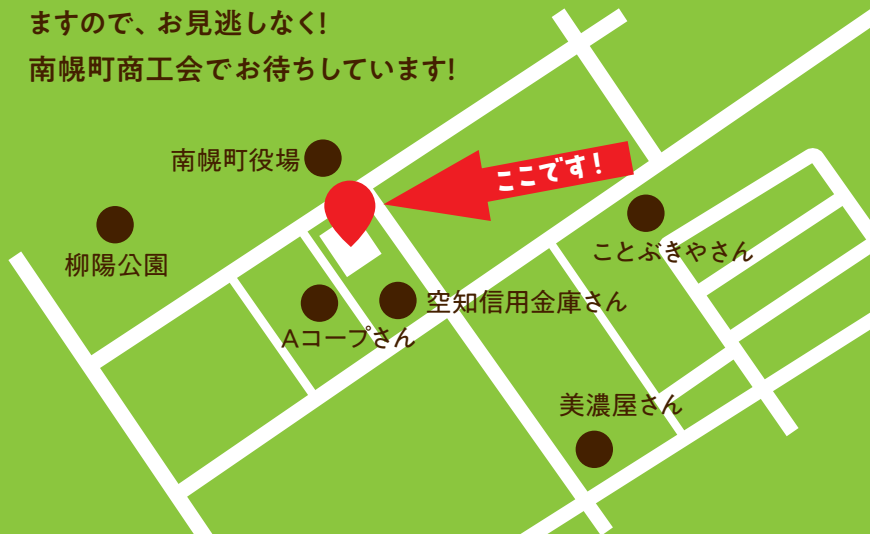 ますので、お見逃しなく!
南幌町商工会でお待ちしています!
南幌町役場
ここです!
柳陽公園
ことぶきやさん
空知信用金庫さん
Aコープさん
美濃屋さん